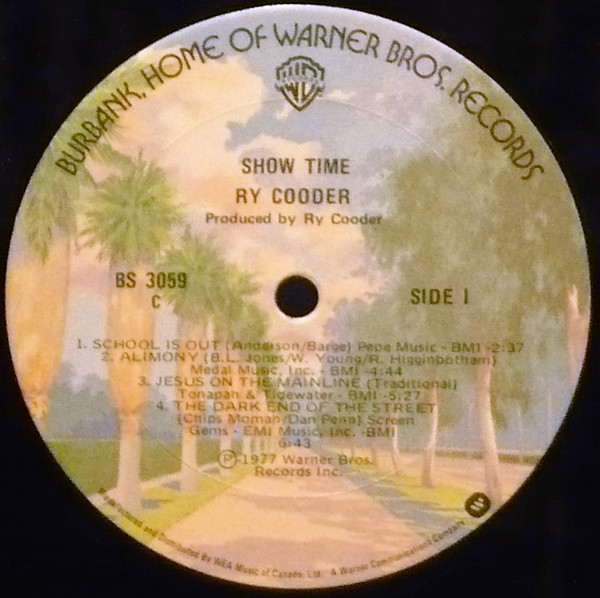 BURBANK, HOME OF WARNER BROS. RECORDS
SHOW TIME
RY COODER
Produced by Ry Cooder
BS 3059
C
SIDE 1
1. SCHOOL IS OUT (Anderson/Barge) Pepe Music - BMI -2:37
2. ALIMONY (B.L. Jones/W. Young/R. Higginbotham)
Medal Music, Inc. - BMI -4:44
3. JESUS ON THE MAINLINE (Traditional)
Tonapah & Tidewater - BMI -5:27
4. THE DARK END OF THE STREET
(Chips Moman/Dan Penn) Screen
Gems - EMI Music, Inc. -BMI
6:43
Ⓟ 1977 Warner Bros.
Records Inc.
Manufactured and Distributed By WEA Music of Canada, Ltd. A Warner Communications Company